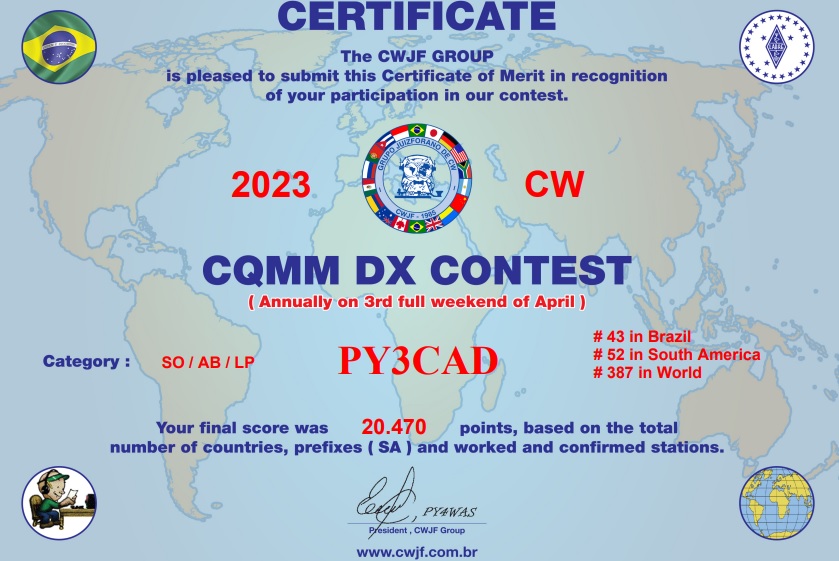 CERTIFICATE
The CWJF GROUP
is pleased to submit this Certificate of Merit in recognition
of your participation in our contest.
GRUPO JUIZFORANO DE CW
2023
CW
CWJF - 1985
CQMM DX CONTEST
( Annually on 3rd full weekend of April )
Category :
SO / AB / LP
PY3CAD
# 43 in Brazil
# 52 in South America
# 387 in World
Your final score was 20.470 points, based on the total
number of countries, prefixes ( SA ) and worked and confirmed stations.
, PY4WAS
President , CWJF Group
www.cwjf.com.br